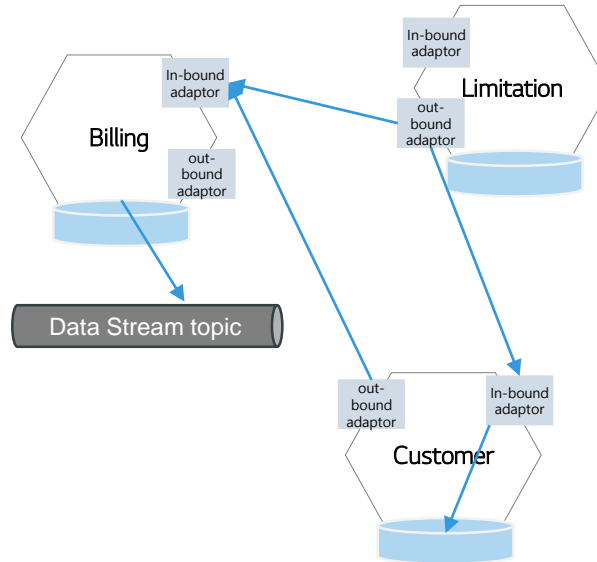 In-bound
adaptor
Billing
out-
bound
adaptor
Data Stream topic
In-bound
adaptor
Limitation
out-
bound
adaptor
out-
bound
adaptor
In-bound
adaptor
Customer